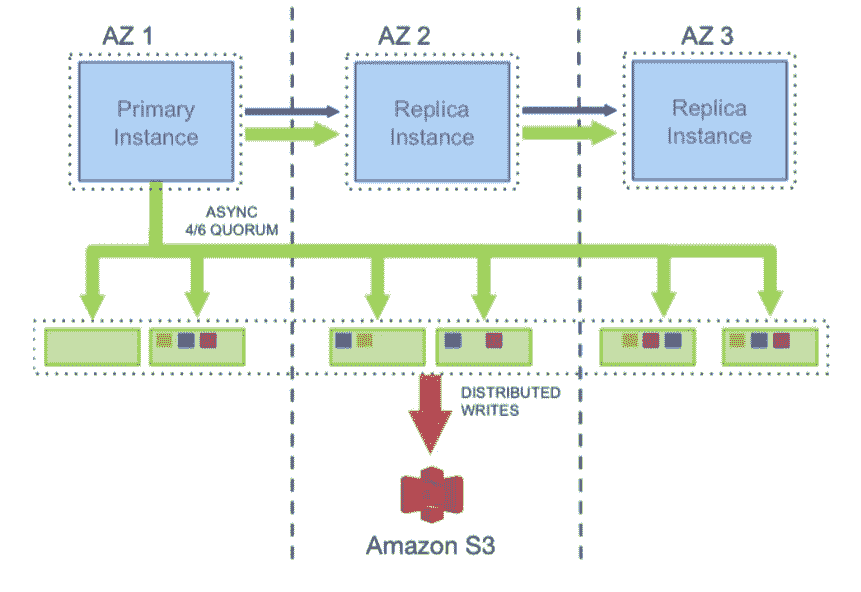 AZ 1
AZ 2
AZ 3
Primary
Instance
Replica
Instance
Replica
Instance
ASYNC
4/6 QUORUM
DISTRIBUTED
WRITES
Amazon S3